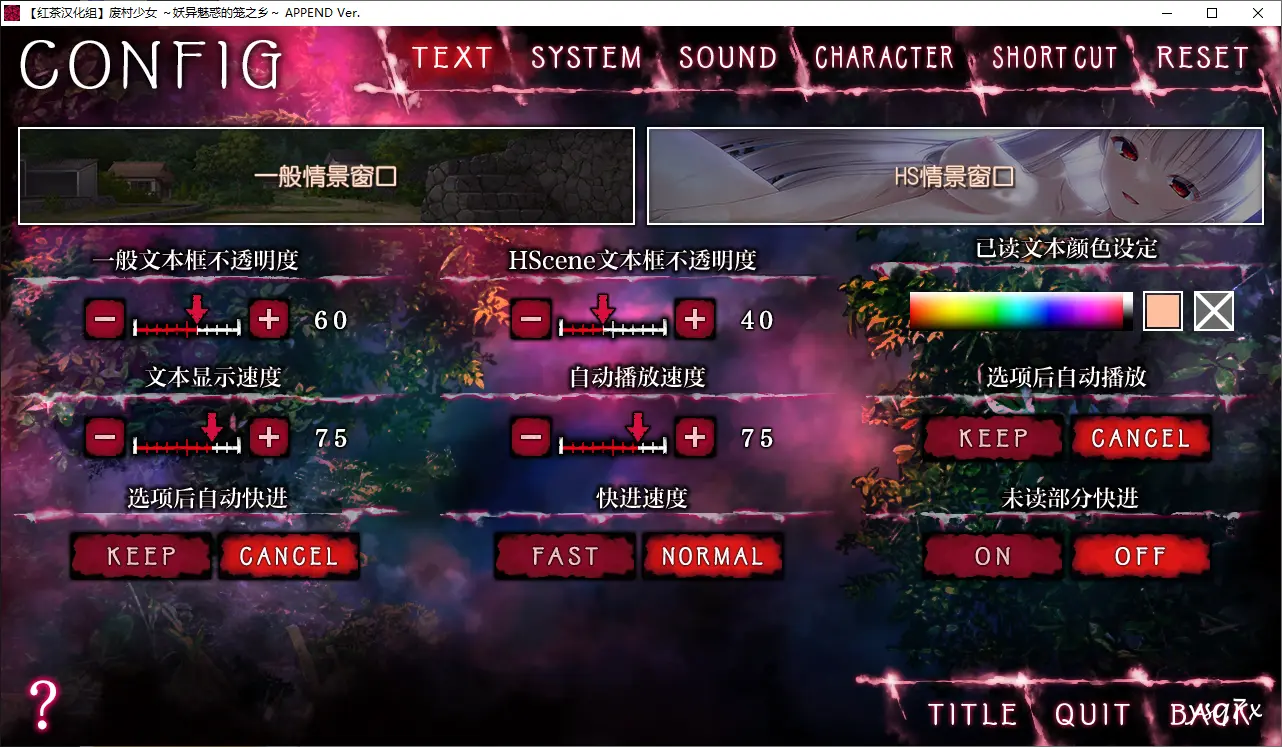 【红茶汉化组】废村少女 ~妖异魅惑的笼之乡~ APPEND Ver.
CONFIG
TEXT SYSTEM SOUND CHARACTER SHORTCUT RESET
一般情景窗口 HS情景窗口
一般文本框不透明度 HScene文本框不透明度 已读文本颜色设定
60 40
文本显示速度 自动播放速度 选项后自动播放
75 75 KEEP CANCEL
选项后自动快进 快进速度 未读部分快进
KEEP CANCEL FAST NORMAL ON OFF
?
TITLE QUIT BACK